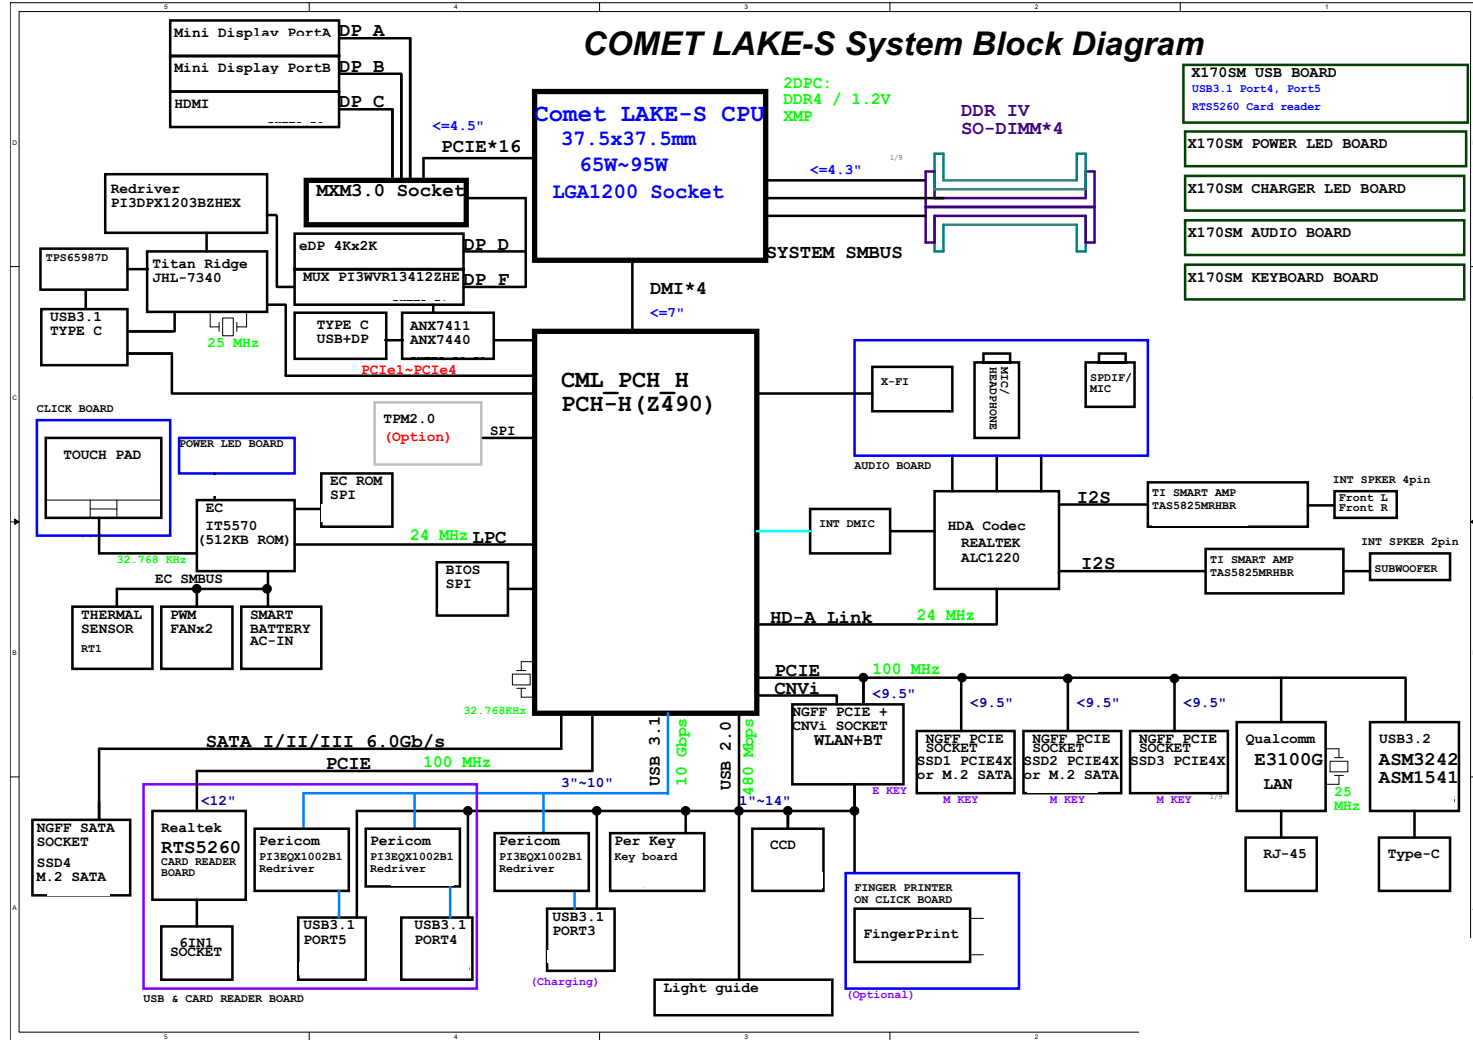 5
4
3
2
1
COMET LAKE-S System Block Diagram
Mini Display PortA
DP A
Mini Display PortB
DP B
HDMI
DP C
<=4.5"
PCIE*16
MXM3.0 Socket
Comet LAKE-S CPU
37.5x37.5mm
65W~95W
LGA1200 Socket
2DPC:
DDR4 / 1.2V
XMP
DDR IV
SO-DIMM*4
1/9
<=4.3"
SYSTEM SMBUS
X170SM USB BOARD
USB3.1 Port4, Port5
RTS5260 Card reader
X170SM POWER LED BOARD
X170SM CHARGER LED BOARD
X170SM AUDIO BOARD
X170SM KEYBOARD BOARD
D
D
Redriver
PI3DPX1203BZHEX
eDP 4Kx2K
DP D
MUX PI3WVR13412ZHE
DP F
TPS65987D
Titan Ridge
JHL-7340
USB3.1
TYPE C
25 MHz
TYPE C
USB+DP
ANX7411
ANX7440
PCIe1~PCIe4
DMI*4
<=7"
CML_PCH_H
PCH-H(Z490)
TPM2.0
(Option)
SPI
C
CLICK BOARD
TOUCH PAD
POWER LED BOARD
EC ROM
SPI
EC
IT5570
(512KB ROM)
24 MHz
LPC
32.768 KHz
EC SMBUS
BIOS
SPI
THERMAL
SENSOR
RT1
PWM
FANx2
SMART
BATTERY
AC-IN
X-FI
MIC/
HEADPHONE
SPDIF/
MIC
AUDIO BOARD
INT DMIC
HDA Codec
REALTEK
ALC1220
I2S
TI SMART AMP
TAS5825MRHBR
INT SPKER 4pin
Front L
Front R
I2S
TI SMART AMP
TAS5825MRHBR
INT SPKER 2pin
SUBWOOFER
HD-A Link
24 MHz
B
B
32.768KHz
PCIE
100 MHz
CNVi
<9.5"
<9.5"
<9.5"
<9.5"
NGFF PCIE +
CNVi SOCKET
WLAN+BT
E KEY
NGFF PCIE
SOCKET
SSD1 PCIE4X
or M.2 SATA
M KEY
NGFF PCIE
SOCKET
SSD2 PCIE4X
or M.2 SATA
M KEY
NGFF PCIE
SOCKET
SSD3 PCIE4X
M KEY
1/9
Qualcomm
E3100G
LAN
25
MHz
USB3.2
ASM3242
ASM1541
RJ-45
Type-C
SATA I/II/III 6.0Gb/s
PCIE
100 MHz
USB 3.1
10 Gbps
USB 2.0
480 Mbps
3"~10"
1"~14"
<12"
NGFF SATA
SOCKET
SSD4
M.2 SATA
Realtek
RTS5260
CARD READER
BOARD
6IN1
SOCKET
Pericom
PI3EQX1002B1
Redriver
Pericom
PI3EQX1002B1
Redriver
Pericom
PI3EQX1002B1
Redriver
Per Key
Key board
CCD
USB3.1
PORT5
USB3.1
PORT4
USB3.1
PORT3
(Charging)
USB & CARD READER BOARD
Light guide
FINGER PRINTER
ON CLICK BOARD
FingerPrint
(Optional)
A
5
4
3
2